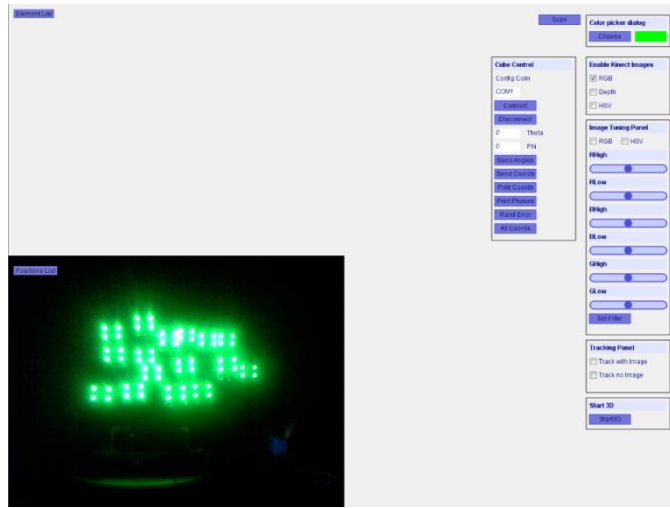 Element List
Scan
Color picker dialog
Choose
Cube Control
Config Com
COM1
Connect
Disconnect
0 Theta
0 Phi
Send Angles
Send Coords
Print Coords
Print Phases
Rand Error
All Coords
Enable Kinect Images
RGB
Depth
HSV
Image Tuning Panel
RGB HSV
RHigh
RLow
BHigh
BLow
GHigh
GLow
Set Filter
Tracking Panel
Track with Image
Track no Image
Start 3D
Start3D
Positions List